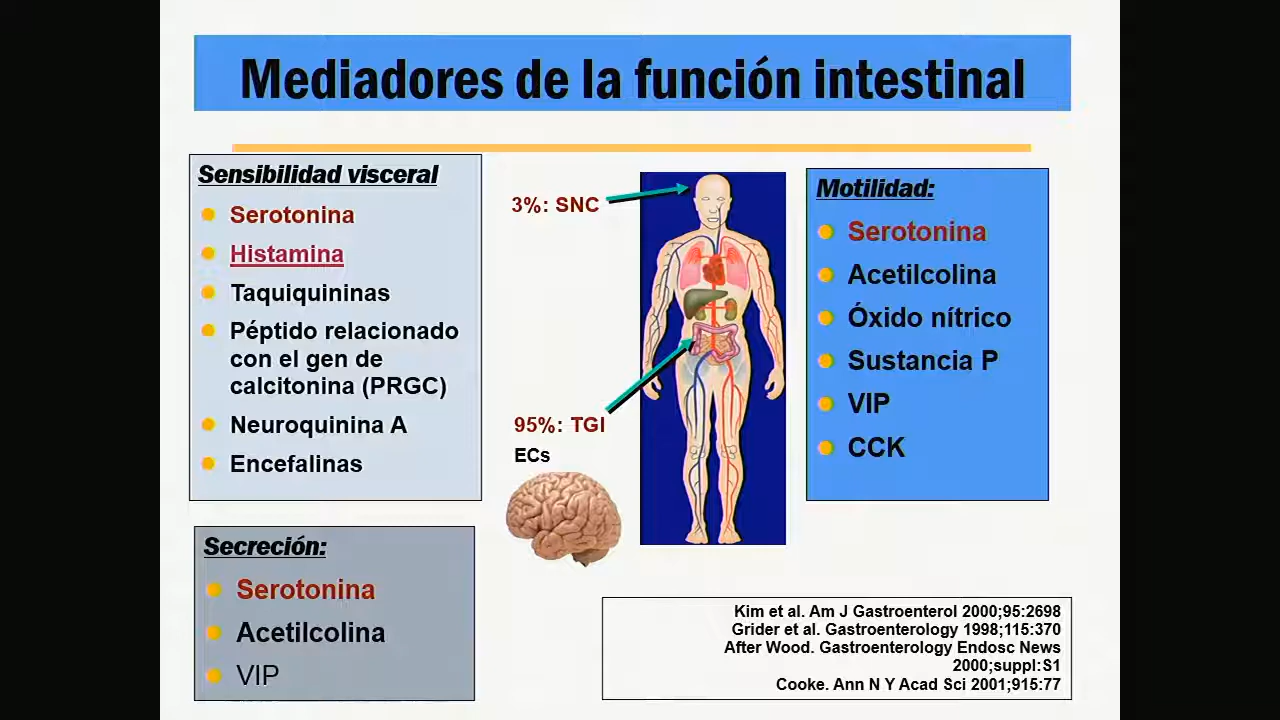 Mediadores de la función intestinal
Sensibilidad visceral
Serotonina
Histamina
Taquiquininas
Péptido relacionado
con el gen de
calcitonina (PRGC)
Neuroquinina A
Encefalinas
Secreción:
Serotonina
Acetilcolina
VIP
3%: SNC
95%: TGI
ECs
Motilidad:
Serotonina
Acetilcolina
Óxido nítrico
Sustancia P
VIP
CCK
Kim et al. Am J Gastroenterol 2000;95:2698
Grider et al. Gastroenterology 1998;115:370
After Wood. Gastroenterology Endosc News
2000;suppl:S1
Cooke. Ann N Y Acad Sci 2001;915:77